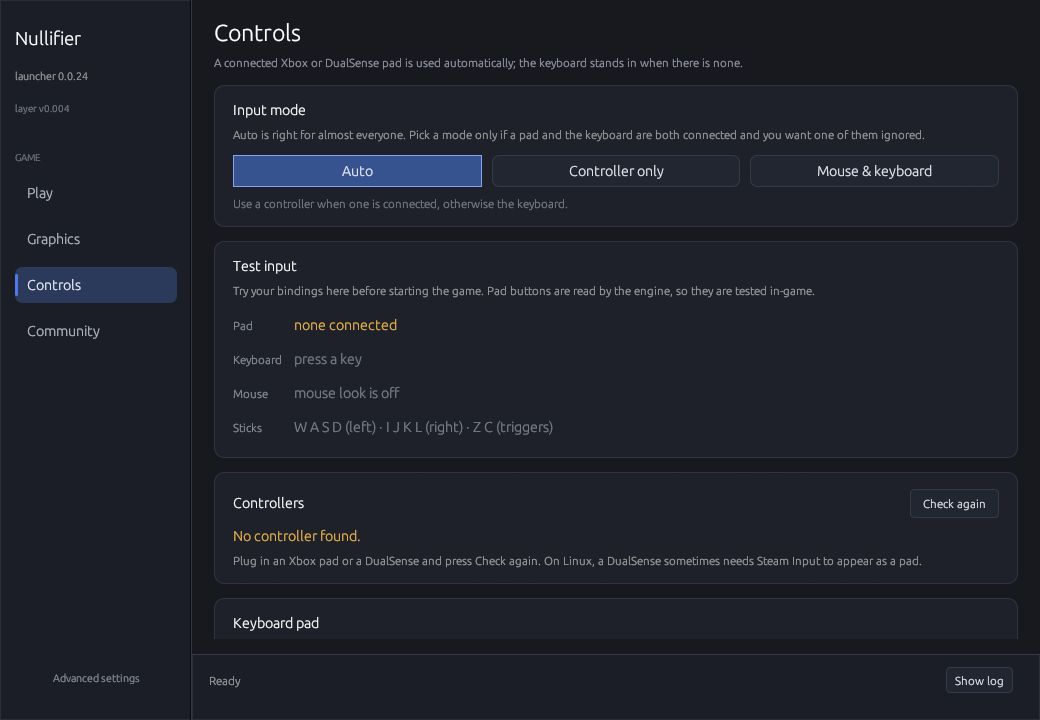 Nullifier
launcher 0.0.24
layer v0.004
GAME
Play
Graphics
Controls
Community
Advanced settings
Controls
A connected Xbox or DualSense pad is used automatically; the keyboard stands in when there is none.
Input mode
Auto is right for almost everyone. Pick a mode only if a pad and the keyboard are both connected and you want one of them ignored.
Auto
Controller only
Mouse & keyboard
Use a controller when one is connected, otherwise the keyboard.
Test input
Try your bindings here before starting the game. Pad buttons are read by the engine, so they are tested in-game.
Pad none connected
Keyboard press a key
Mouse mouse look is off
Sticks W A S D (left) · I J K L (right) · Z C (triggers)
Controllers
Check again
No controller found.
Plug in an Xbox pad or a DualSense and press Check again. On Linux, a DualSense sometimes needs Steam Input to appear as a pad.
Keyboard pad
Ready
Show log